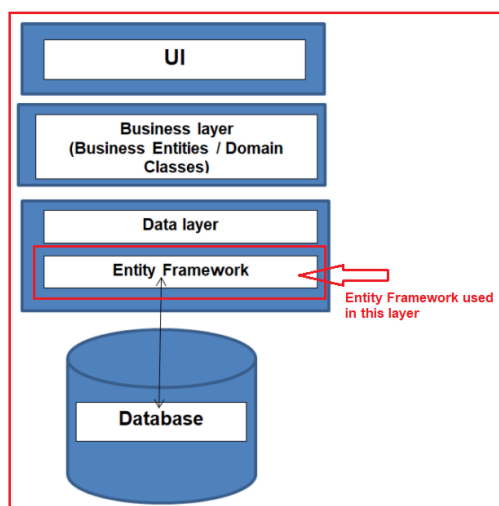 UI
Business layer
(Business Entities / Domain
Classes)
Data layer
Entity Framework
Entity Framework used
in this layer
Database